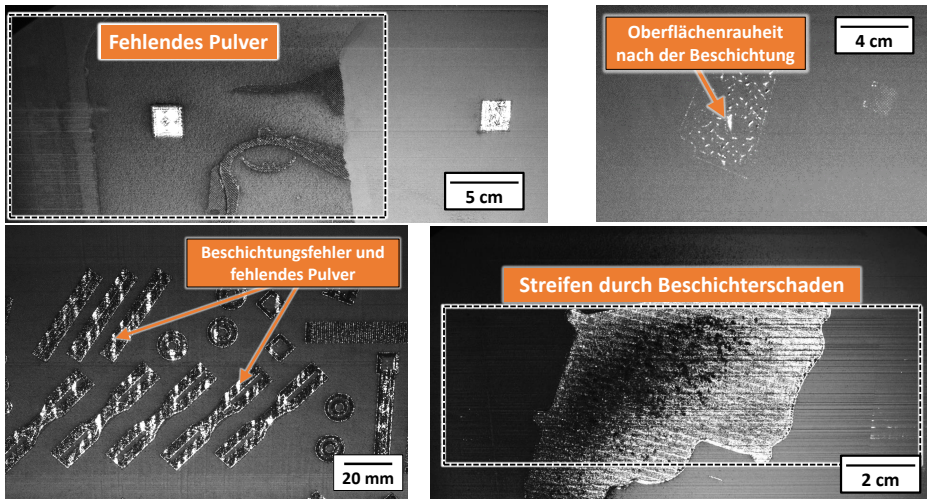 Fehlendes Pulver
5 cm
Oberflächenrauheit
nach der Beschichtung
4 cm
Beschichtungsfehler und
fehlendes Pulver
20 mm
Streifen durch Beschichterschaden
2 cm